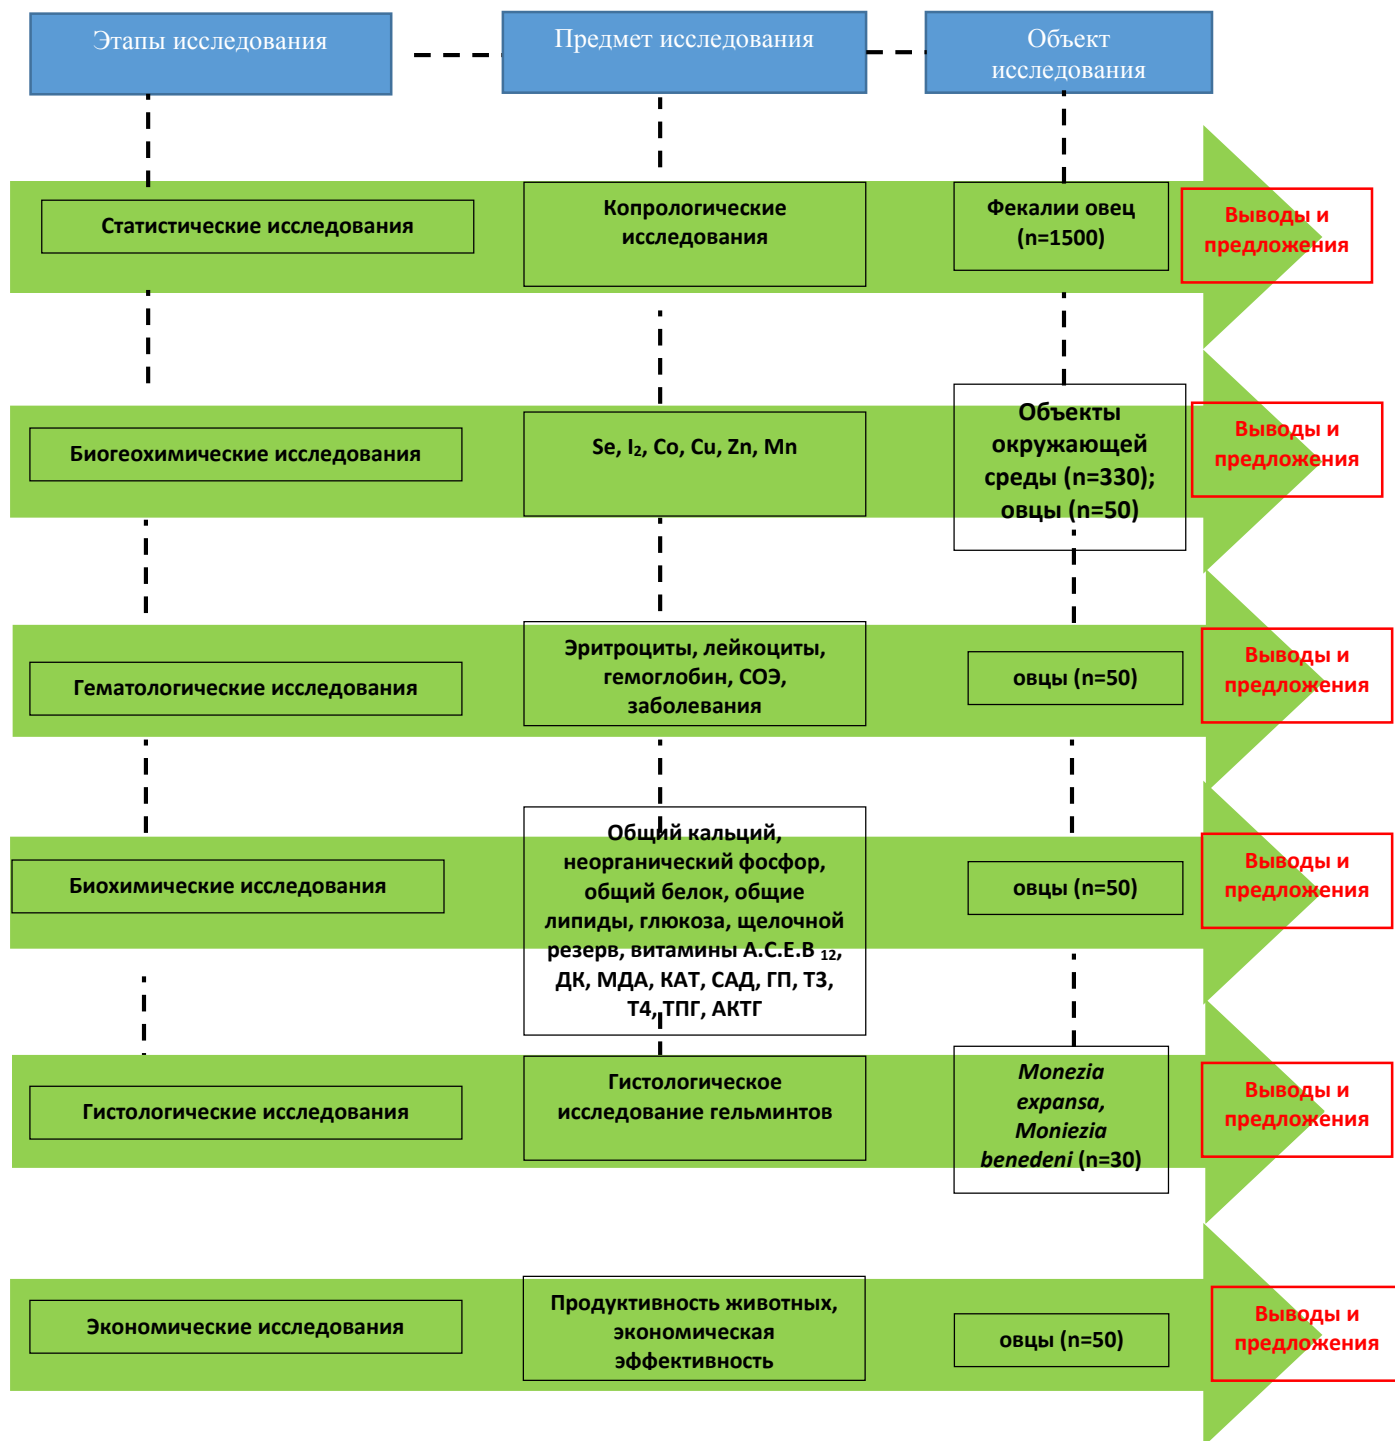 Этапы исследования
Предмет исследования
Объект
исследования
Статистические исследования
Копрологические
исследования
Фекалии овец
(n=1500)
Выводы и
предложения
Биогеохимические исследования
Se, I₂, Co, Cu, Zn, Mn
Объекты
окружающей
среды (n=330);
овцы (n=50)
Выводы и
предложения
Гематологические исследования
Эритроциты, лейкоциты,
гемоглобин, СОЭ,
заболевания
овцы (n=50)
Выводы и
предложения
Биохимические исследования
Общий кальций,
неорганический фосфор,
общий белок, общие
липиды, глюкоза, щелочной
резерв, витамины А.С.Е.В ₁₂,
ДК, МДА, КАТ, САД, ГП, Т3,
Т4, ТПГ, АКТГ
овцы (n=50)
Выводы и
предложения
Гистологические исследования
Гистологическое
исследование гельминтов
Monezia
expansa,
Moniezia
benedeni (n=30)
Выводы и
предложения
Экономические исследования
Продуктивность животных,
экономическая
эффективность
овцы (n=50)
Выводы и
предложения